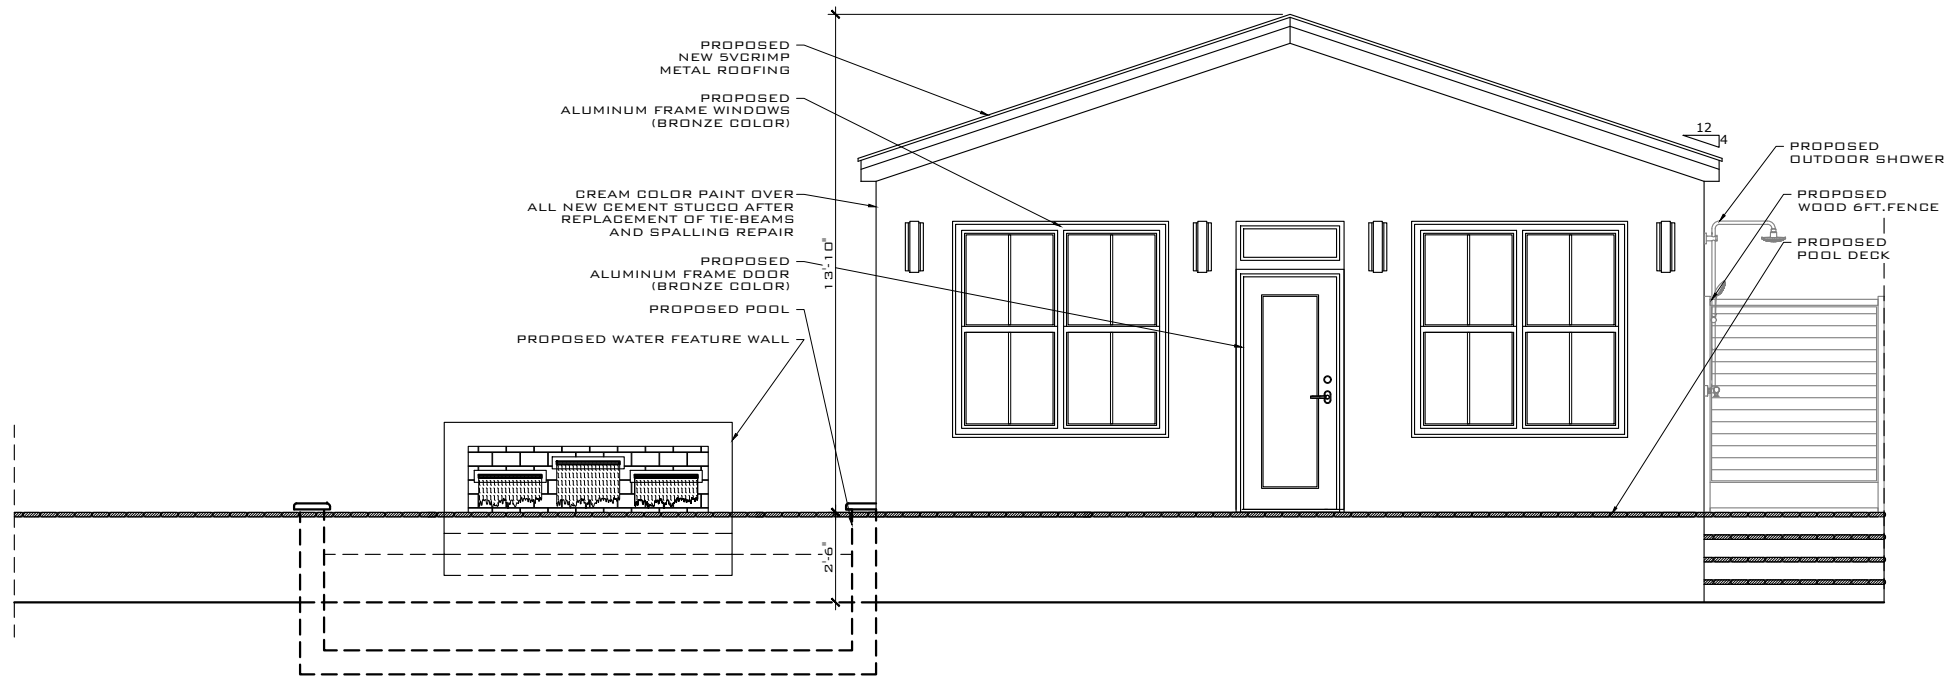 PROPOSED
NEW 5VCRIMP
METAL ROOFING
PROPOSED
ALUMINUM FRAME WINDOWS
(BRONZE COLOR)
CREAM COLOR PAINT OVER
ALL NEW CEMENT STUCCO AFTER
REPLACEMENT OF TIE-BEAMS
AND SPALLING REPAIR
PROPOSED
ALUMINUM FRAME DOOR
(BRONZE COLOR)
PROPOSED POOL
PROPOSED WATER FEATURE WALL
13'-10"
2'-6"
12
4
PROPOSED
OUTDOOR SHOWER
PROPOSED
WOOD 6FT.FENCE
PROPOSED
POOL DECK